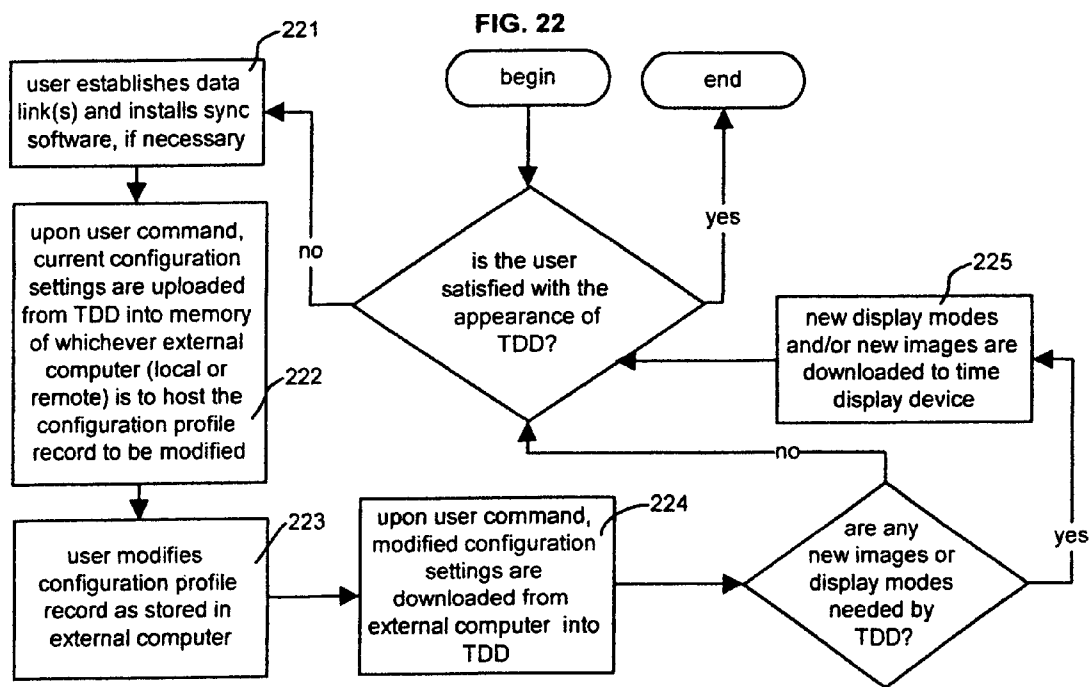 FIG. 22
begin
end
221
user establishes data
link(s) and installs sync
software, if necessary
no
is the user
satisfied with the
appearance of
TDD?
yes
upon user command,
current configuration
settings are uploaded
from TDD into memory
of whichever external
computer (local or
remote) is to host the
configuration profile
record to be modified
222
225
new display modes
and/or new images are
downloaded to time
display device
223
user modifies
configuration profile
record as stored in
external computer
224
upon user command,
modified configuration
settings are
downloaded from
external computer into
TDD
no
are any
new images or
display modes
needed by
TDD?
yes